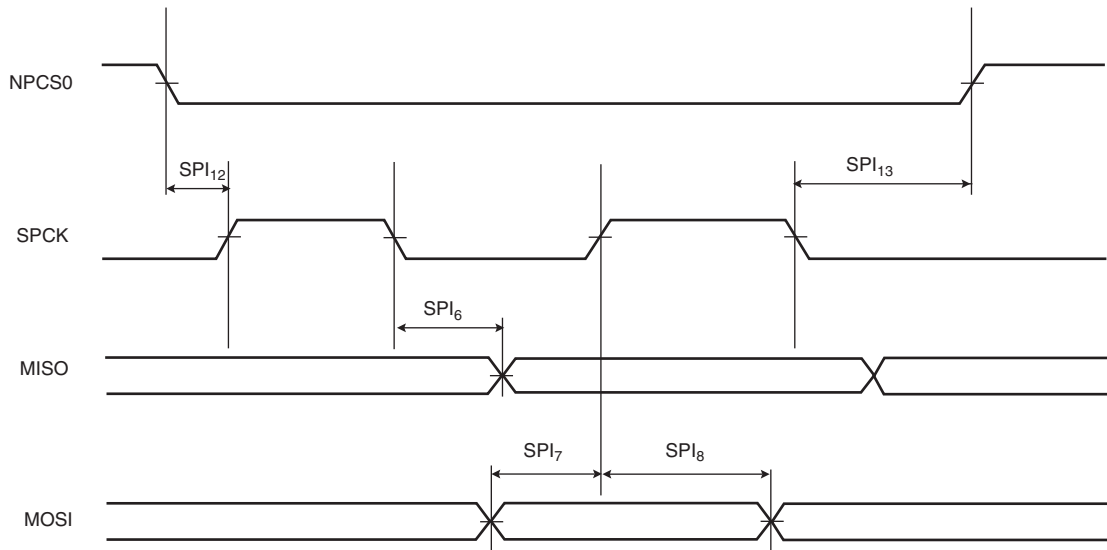 NPCS0
SPI₁₂
SPI₁₃
SPCK
SPI₆
MISO
SPI₇
SPI₈
MOSI